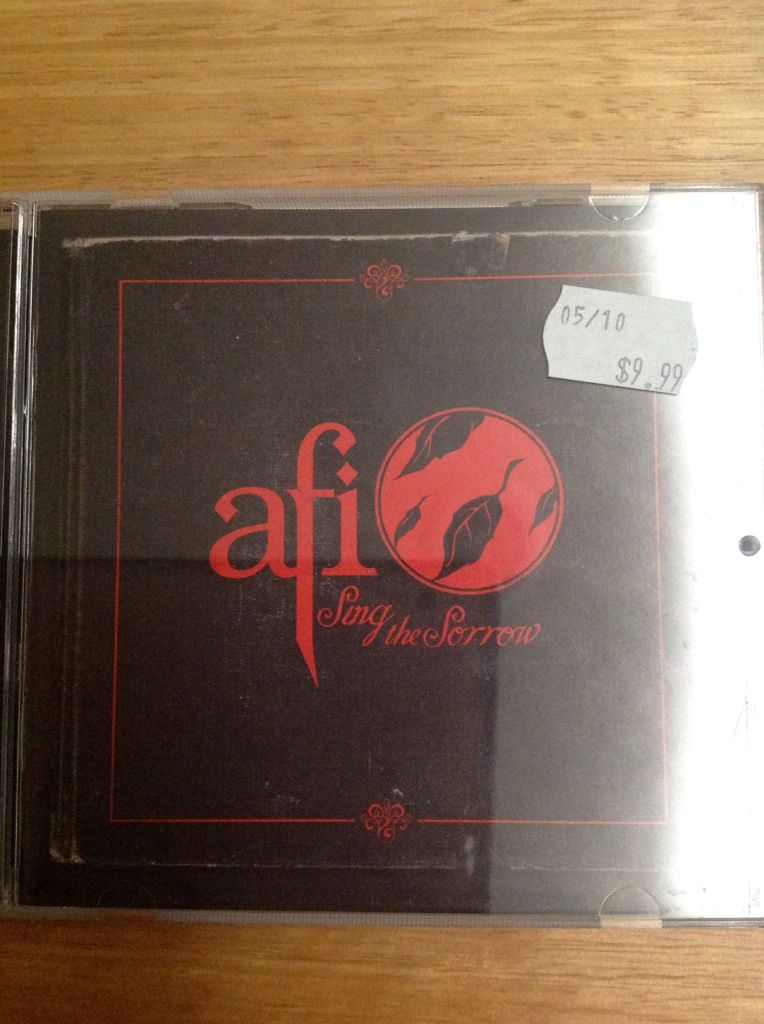 05/10
$9.99
afi
Sing the Sorrow